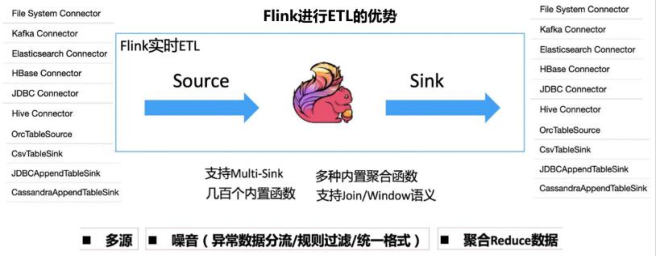 Flink进行ETL的优势
File System Connector
Kafka Connector
Elasticsearch Connector
HBase Connector
JDBC Connector
Hive Connector
OrcTableSource
CsvTableSink
JDBCAppendTableSink
CassandraAppendTableSink
Flink实时ETL
Source
Sink
支持Multi-Sink
多种内置聚合函数
几百个内置函数
支持Join/Window语义
File System Connector
Kafka Connector
Elasticsearch Connector
HBase Connector
JDBC Connector
Hive Connector
OrcTableSource
CsvTableSink
JDBCAppendTableSink
CassandraAppendTableSink
■ 多源
■ 噪音（异常数据分流/规则过滤/统一格式）
■ 聚合Reduce数据